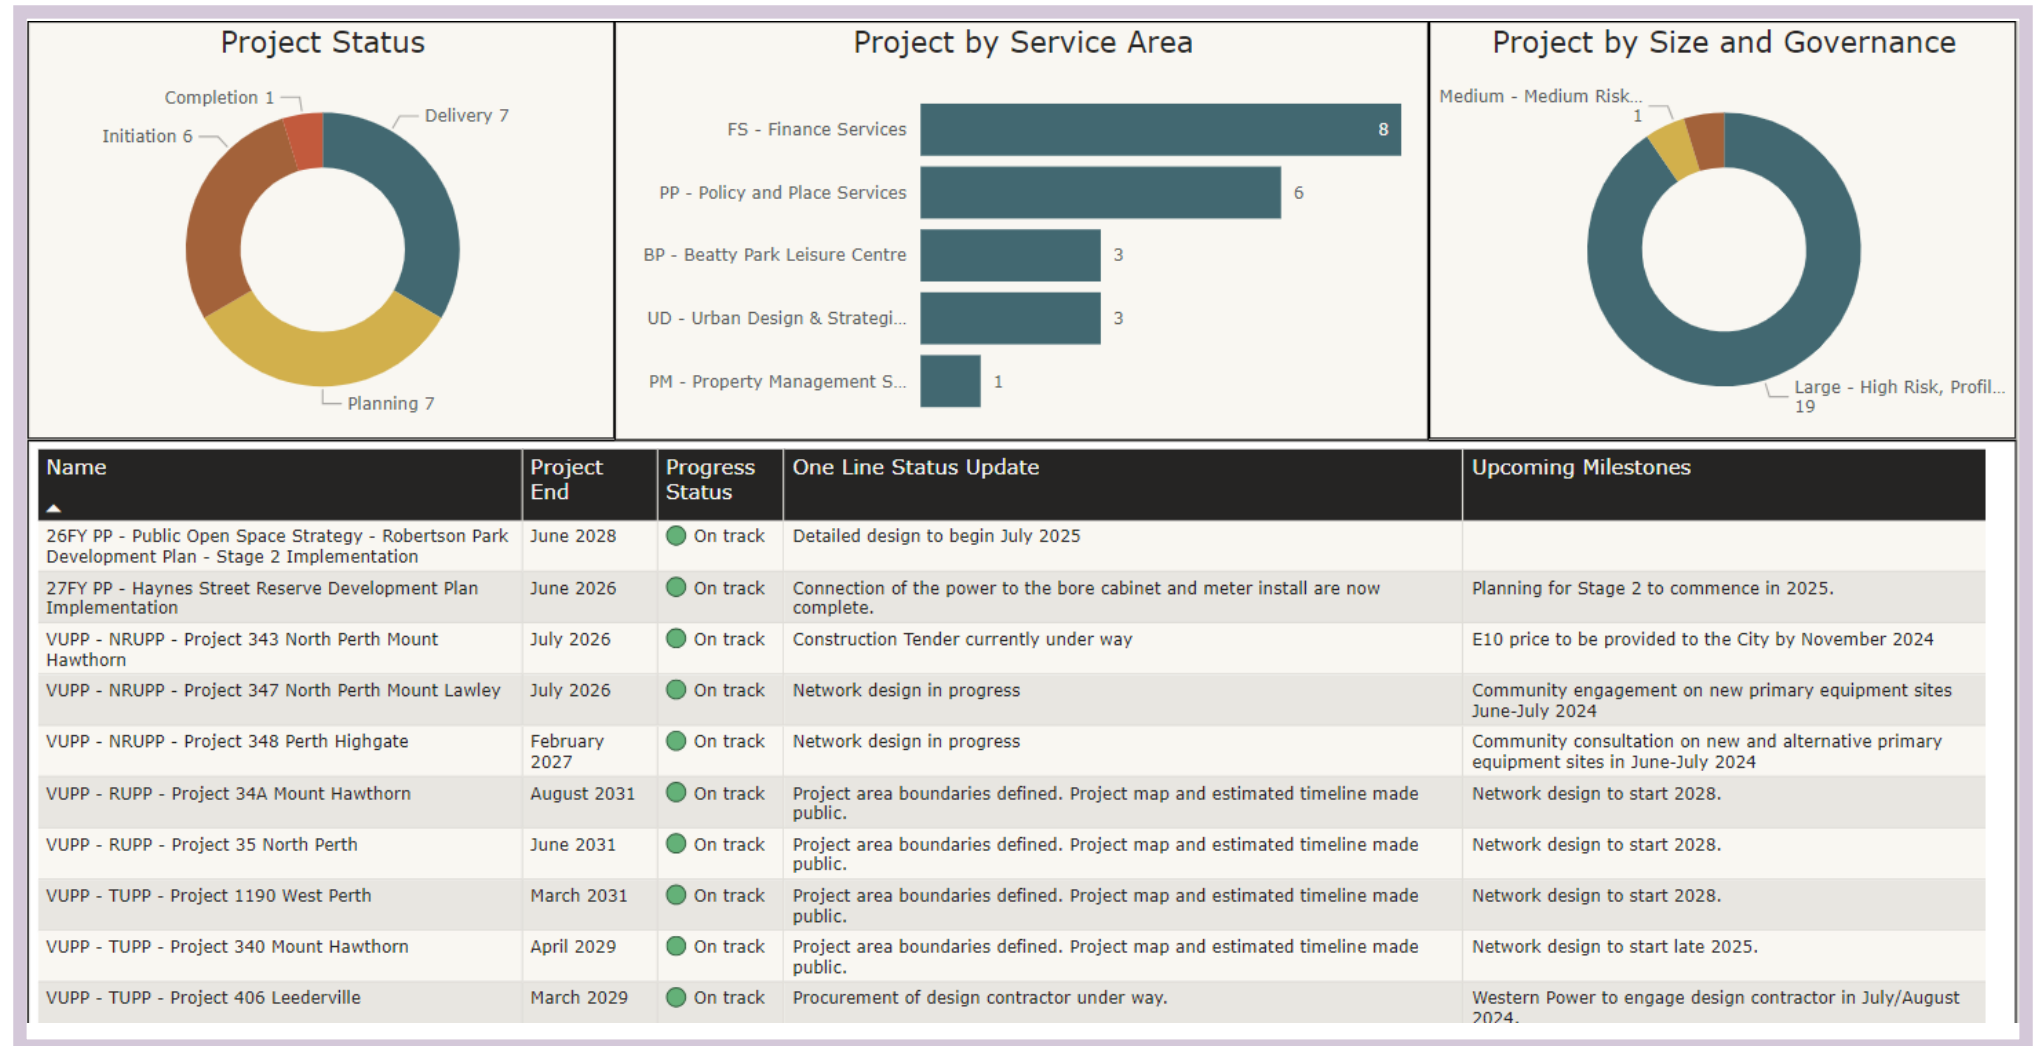 Project Status
Completion 1
Delivery 7
Initiation 6
Planning 7
Project by Service Area
FS - Finance Services
8
PP - Policy and Place Services
6
BP - Beatty Park Leisure Centre
3
UD - Urban Design & Strategi...
3
PM - Property Management S...
1
Project by Size and Governance
Medium - Medium Risk...
1
Large - High Risk, Profil...
19
Name
Project
End
Progress
Status
One Line Status Update
Upcoming Milestones
26FY PP - Public Open Space Strategy - Robertson Park
Development Plan - Stage 2 Implementation
June 2028
On track
Detailed design to begin July 2025
27FY PP - Haynes Street Reserve Development Plan
Implementation
June 2026
On track
Connection of the power to the bore cabinet and meter install are now
complete.
Planning for Stage 2 to commence in 2025.
VUPP - NRUPP - Project 343 North Perth Mount
Hawthorn
July 2026
On track
Construction Tender currently under way
E10 price to be provided to the City by November 2024
VUPP - NRUPP - Project 347 North Perth Mount Lawley
July 2026
On track
Network design in progress
Community engagement on new primary equipment sites
June-July 2024
VUPP - NRUPP - Project 348 Perth Highgate
February
2027
On track
Network design in progress
Community consultation on new and alternative primary
equipment sites in June-July 2024
VUPP - RUPP - Project 34A Mount Hawthorn
August 2031
On track
Project area boundaries defined. Project map and estimated timeline made
public.
Network design to start 2028.
VUPP - RUPP - Project 35 North Perth
June 2031
On track
Project area boundaries defined. Project map and estimated timeline made
public.
Network design to start 2028.
VUPP - TUPP - Project 1190 West Perth
March 2031
On track
Project area boundaries defined. Project map and estimated timeline made
public.
Network design to start 2028.
VUPP - TUPP - Project 340 Mount Hawthorn
April 2029
On track
Project area boundaries defined. Project map and estimated timeline made
public.
Network design to start late 2025.
VUPP - TUPP - Project 406 Leederville
March 2029
On track
Procurement of design contractor under way.
Western Power to engage design contractor in July/August
2024.